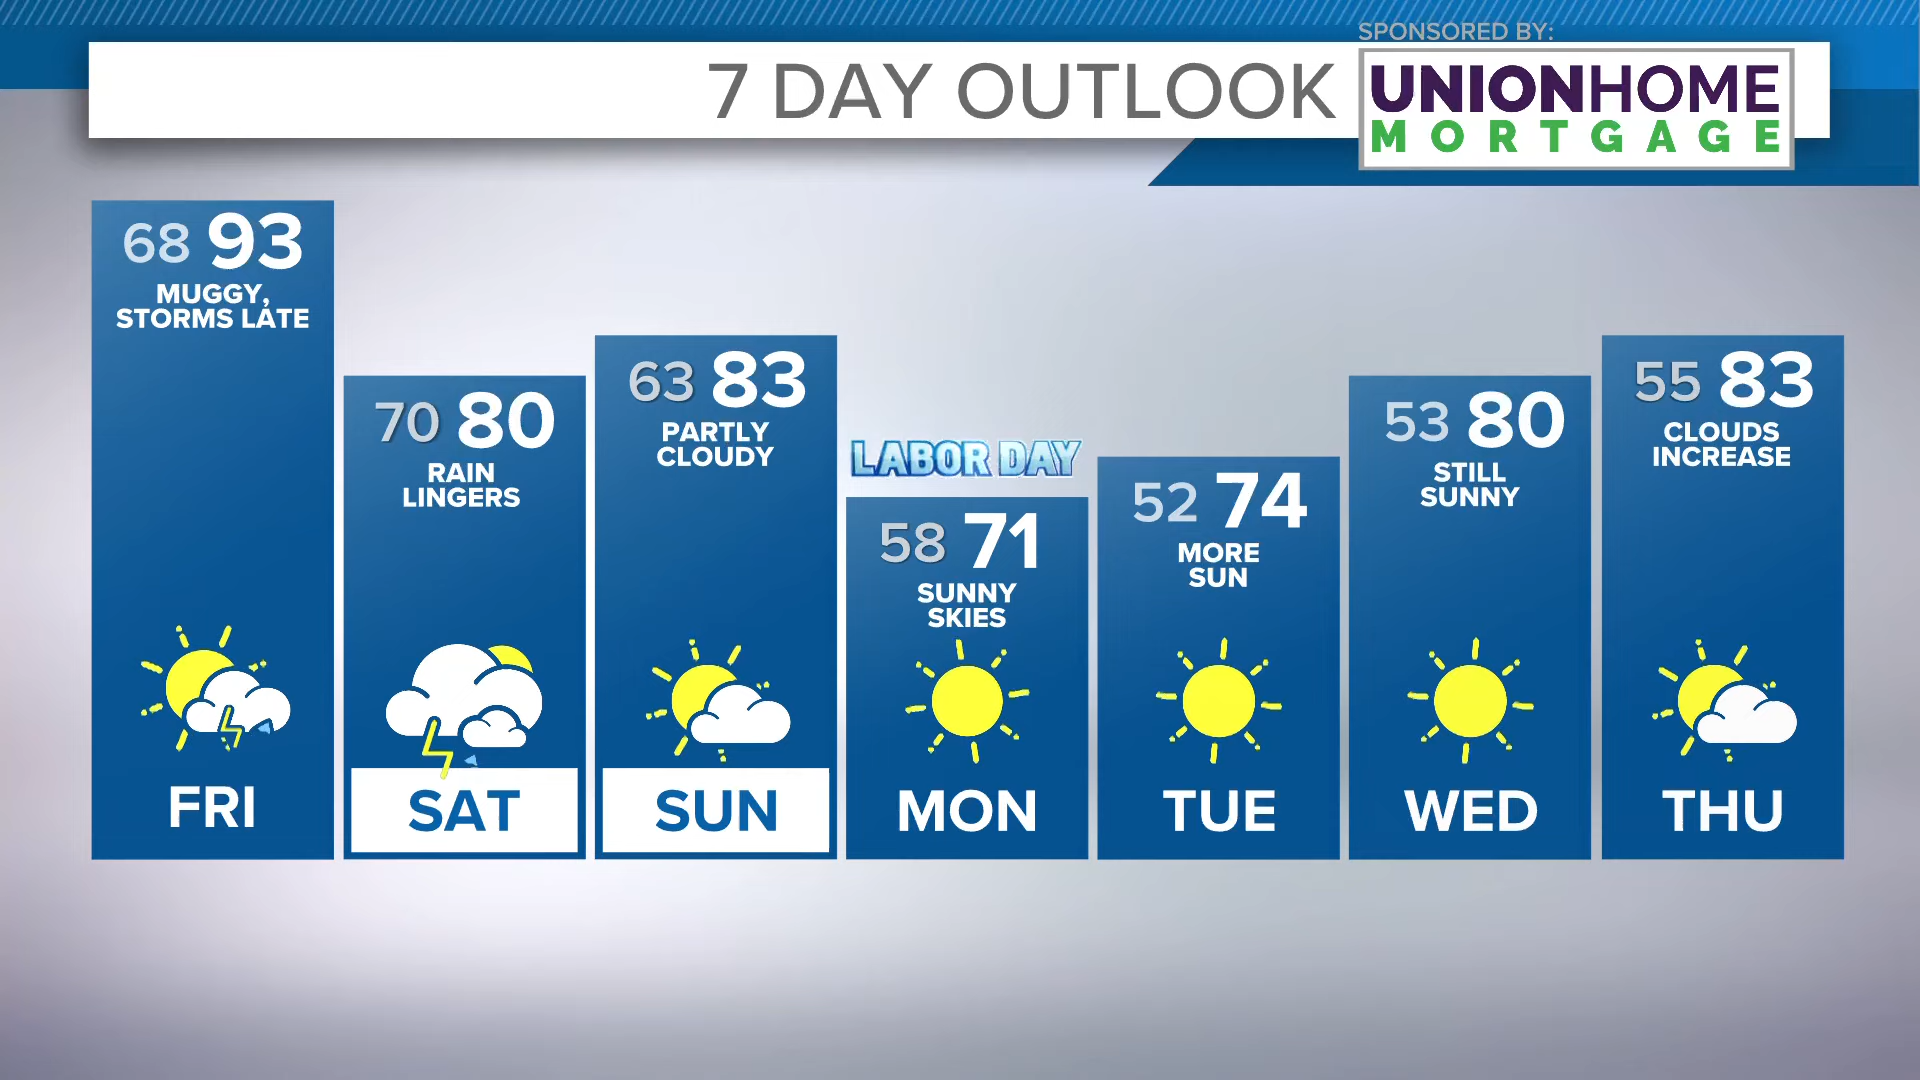 SPONSORED BY:
7 DAY OUTLOOK
UNIONHOME
MORTGAGE
68 93
MUGGY,
STORMS LATE
FRI
70 80
RAIN
LINGERS
SAT
63 83
PARTLY
CLOUDY
SUN
LABOR DAY
58 71
SUNNY
SKIES
MON
52 74
MORE
SUN
TUE
53 80
STILL
SUNNY
WED
55 83
CLOUDS
INCREASE
THU